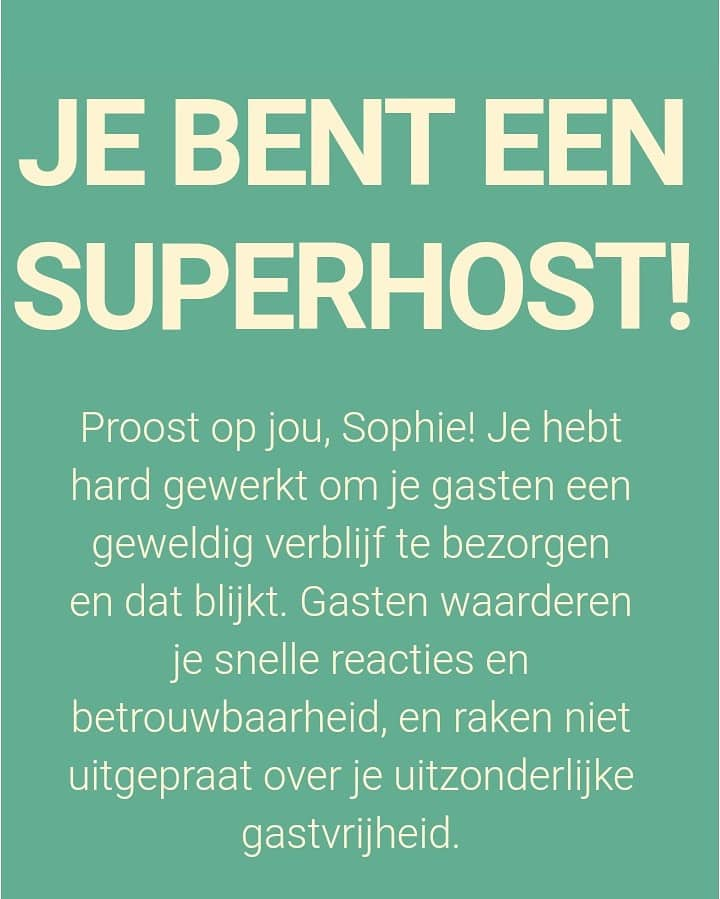 JE BENT EEN
SUPERHOST!
Proost op jou, Sophie! Je hebt
hard gewerkt om je gasten een
geweldig verblijf te bezorgen
en dat blijkt. Gasten waarderen
je snelle reacties en
betrouwbaarheid, en raken niet
uitgepraat over je uitzonderlijke
gastvrijheid.